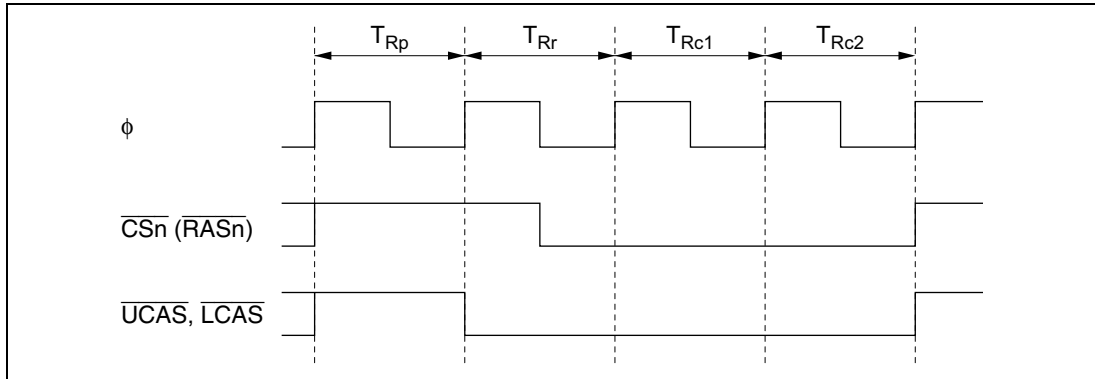 TRp TRr TRc1 TRc2
φ
CSn (RASn)
UCAS, LCAS